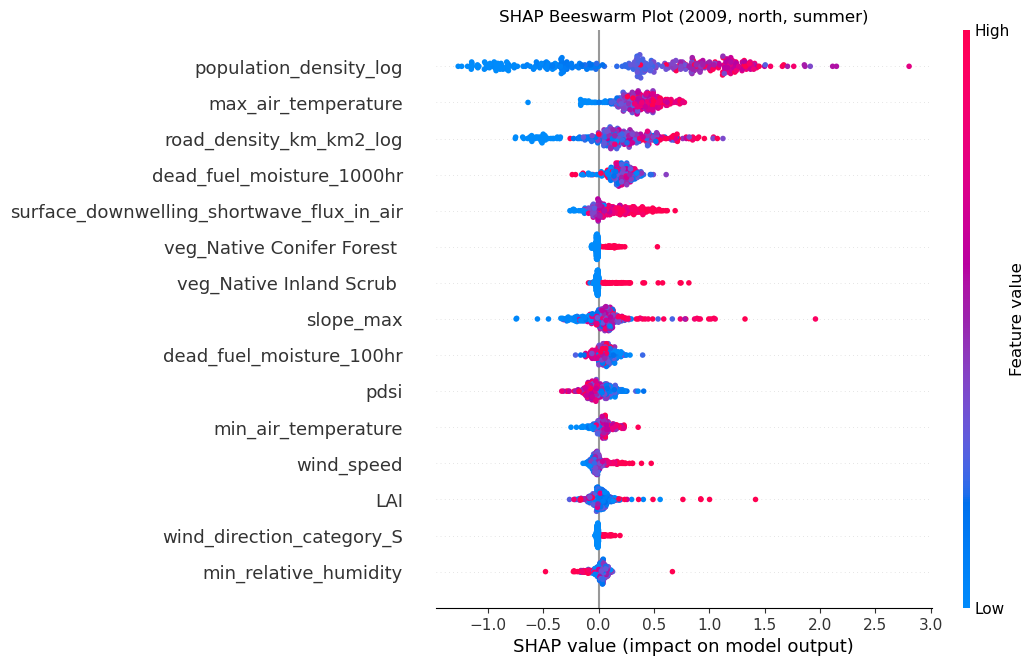 SHAP Beeswarm Plot (2009, north, summer)
High
population_density_log
max_air_temperature
road_density_km_km2_log
dead_fuel_moisture_1000hr
surface_downwelling_shortwave_flux_in_air
veg_Native Conifer Forest
veg_Native Inland Scrub
slope_max
dead_fuel_moisture_100hr
pdsi
min_air_temperature
wind_speed
LAI
wind_direction_category_S
min_relative_humidity
Feature value
Low
−1.0 −0.5 0.0 0.5 1.0 1.5 2.0 2.5 3.0
SHAP value (impact on model output)